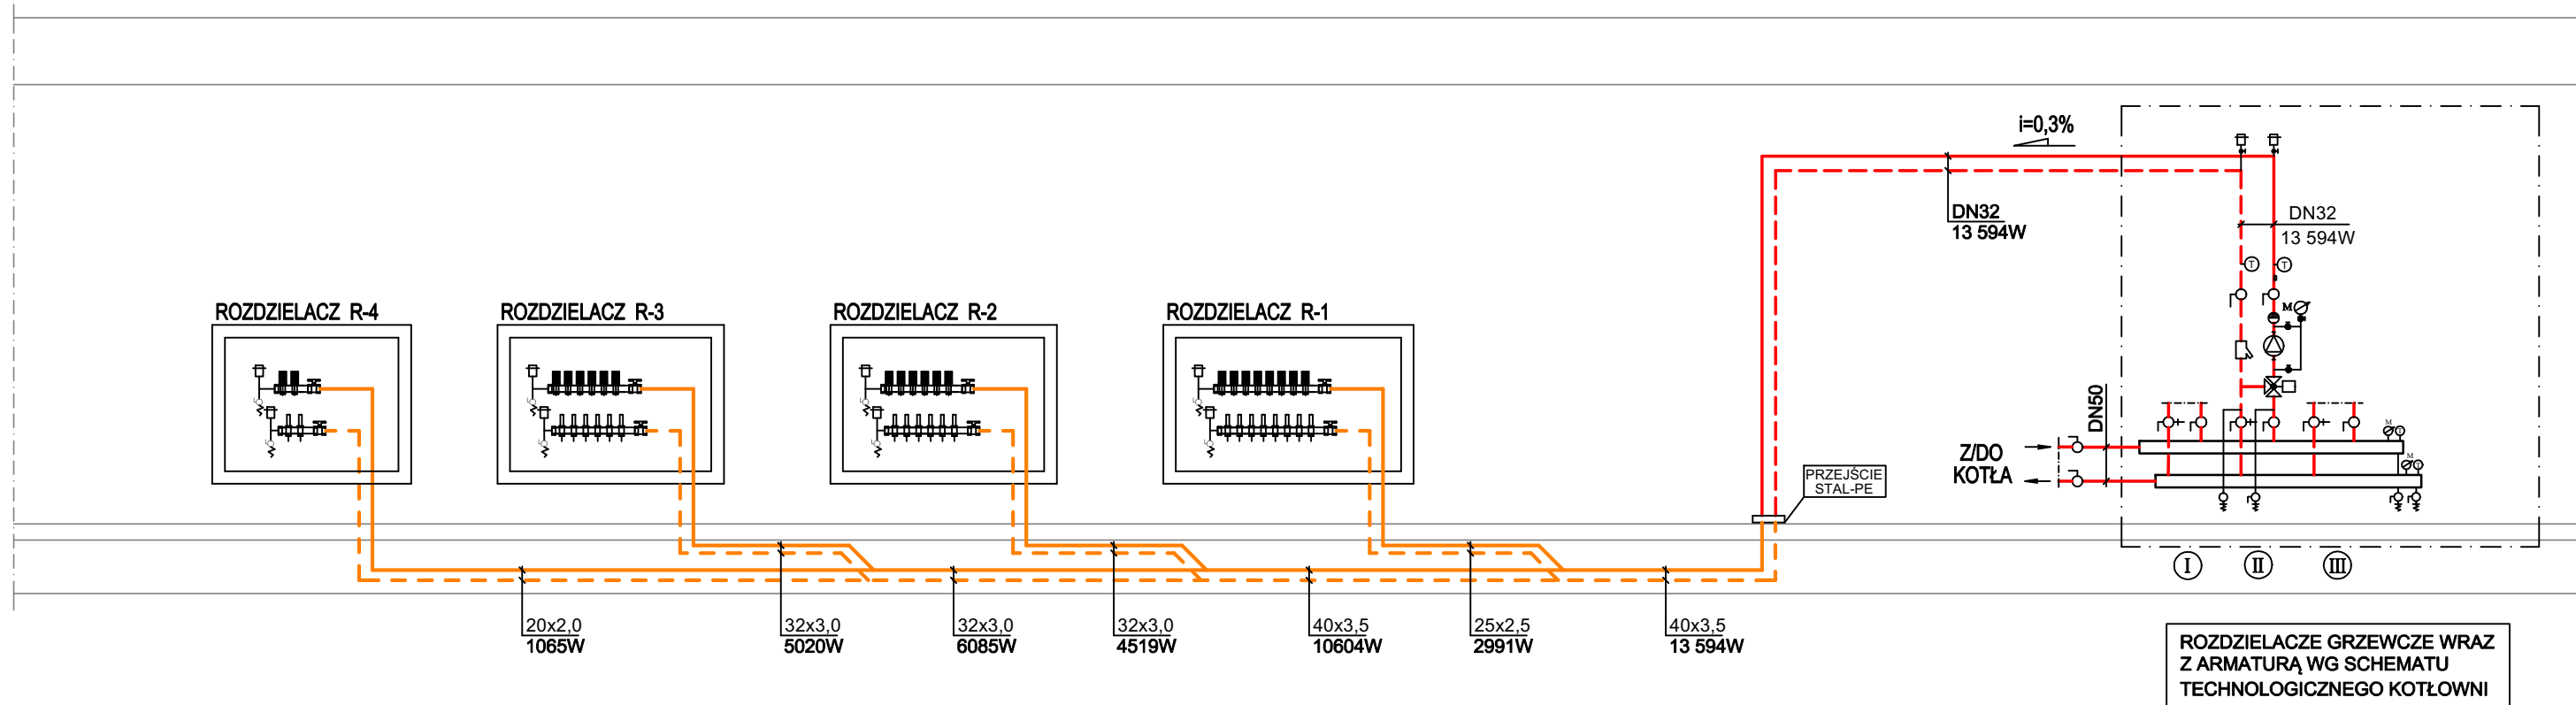 i=0,3%
DN32
13 594W
DN32
13 594W
T
T
M
ROZDZIELACZ R-4
ROZDZIELACZ R-3
ROZDZIELACZ R-2
ROZDZIELACZ R-1
DN50
Z/DO
KOTŁA
M
T
M
T
PRZEJŚCIE
STAL-PE
I
II
III
20x2,0
1065W
32x3,0
5020W
32x3,0
6085W
32x3,0
4519W
40x3,5
10604W
25x2,5
2991W
40x3,5
13 594W
ROZDZIELACZE GRZEWCZE WRAZ
Z ARMATURĄ WG SCHEMATU
TECHNOLOGICZNEGO KOTŁOWNI